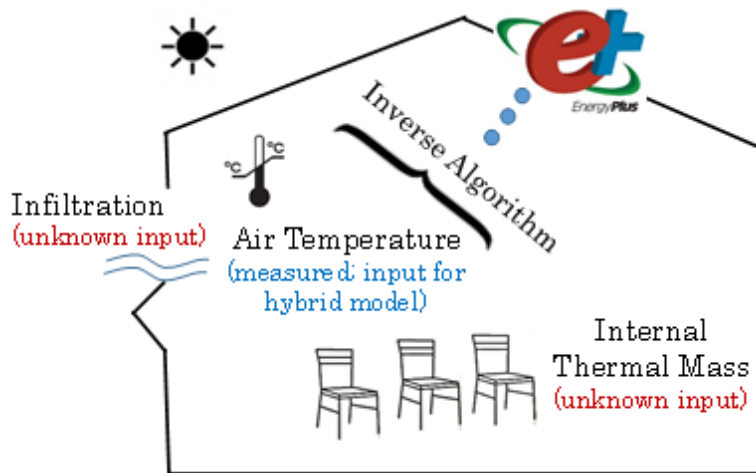 e+
EnergyPlus
Inverse Algorithm
°C
°C
Infiltration
(unknown input)
Air Temperature
(measured; input for
hybrid model)
Internal
Thermal Mass
(unknown input)